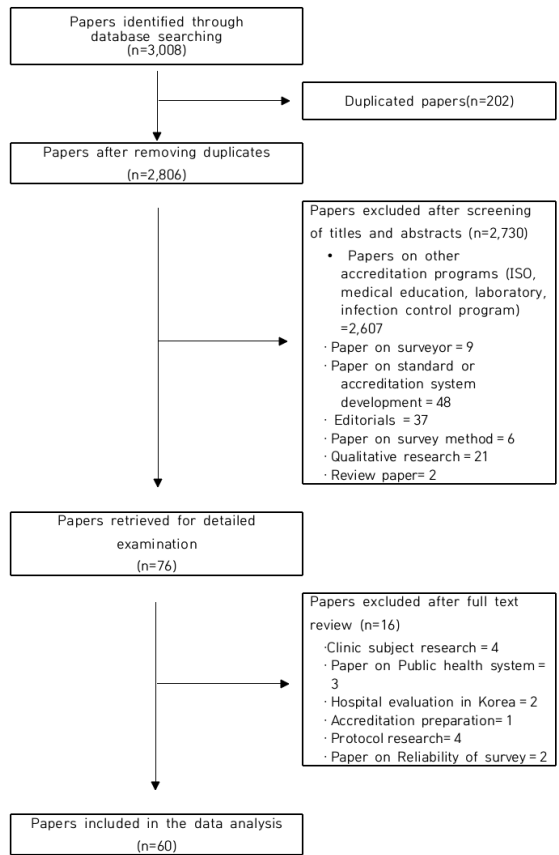 Papers identified through
database searching
(n=3,008)
Duplicated papers(n=202)
Papers after removing duplicates
(n=2,806)
Papers excluded after screening
of titles and abstracts (n=2,730)
• Papers on other
accreditation programs (ISO,
medical education, laboratory,
infection control program)
=2,607
· Paper on surveyor = 9
· Paper on standard or
accreditation system
development = 48
· Editorials = 37
· Paper on survey method = 6
· Qualitative research = 21
· Review paper= 2
Papers retrieved for detailed
examination
(n=76)
Papers excluded after full text
review (n=16)
·Clinic subject research = 4
· Paper on Public health system =
3
· Hospital evaluation in Korea = 2
· Accreditation preparation= 1
· Protocol research= 4
· Paper on Reliability of survey = 2
Papers included in the data analysis
(n=60)